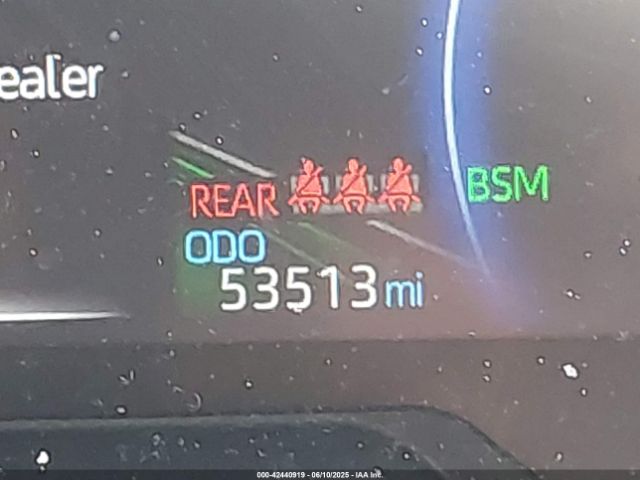 ealer
REAR
BSM
ODO
53513 mi
000-42440919 - 06/10/2025 - IAA Inc.